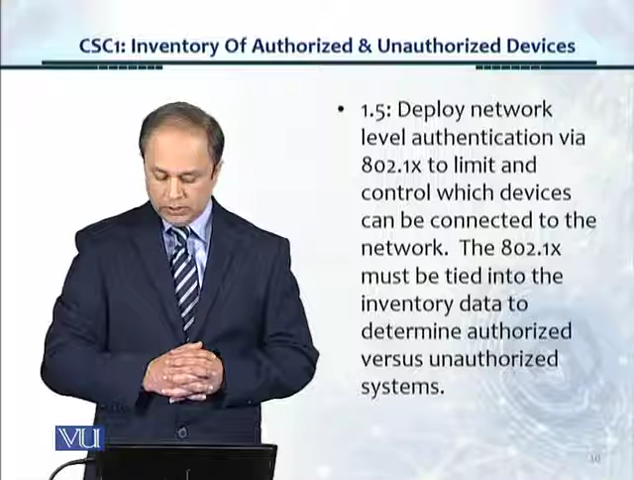 CSC1: Inventory Of Authorized & Unauthorized Devices
• 1.5: Deploy network
level authentication via
802.1x to limit and
control which devices
can be connected to the
network. The 802.1x
must be tied into the
inventory data to
determine authorized
versus unauthorized
systems.
VU
10